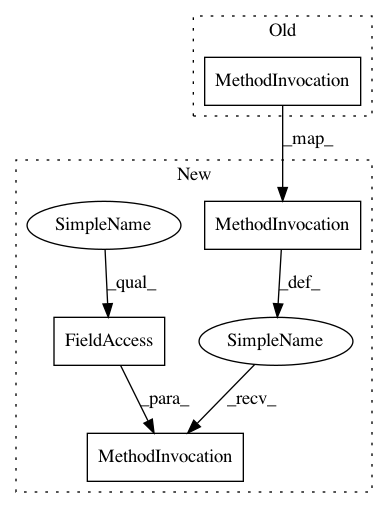 Old
MethodInvocation
_map_
New
SimpleName
MethodInvocation
_qual_
_def_
FieldAccess
SimpleName
_para_
_recv_
MethodInvocation